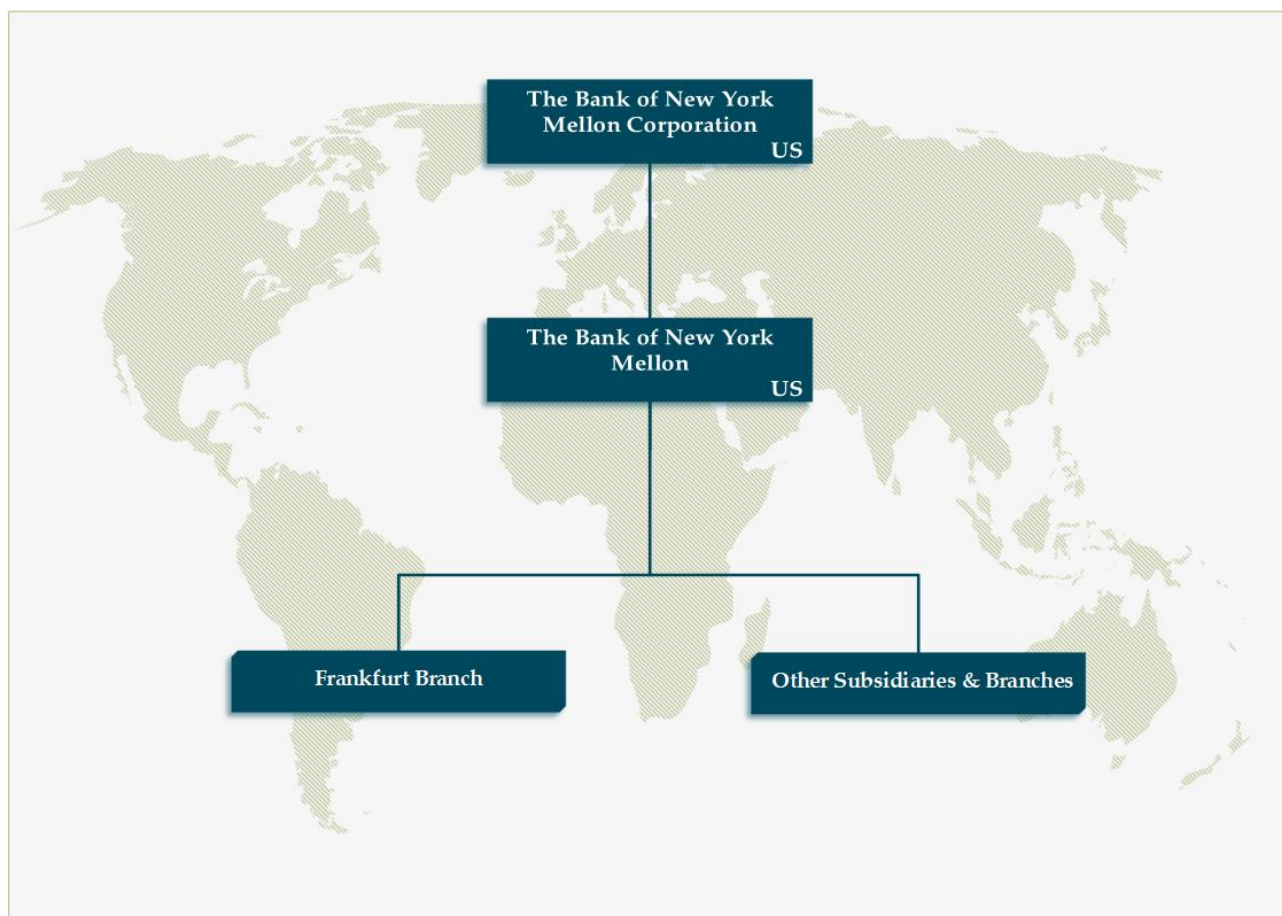 The Bank of New York
Mellon Corporation
US
The Bank of New York
Mellon
US
Frankfurt Branch
Other Subsidiaries & Branches